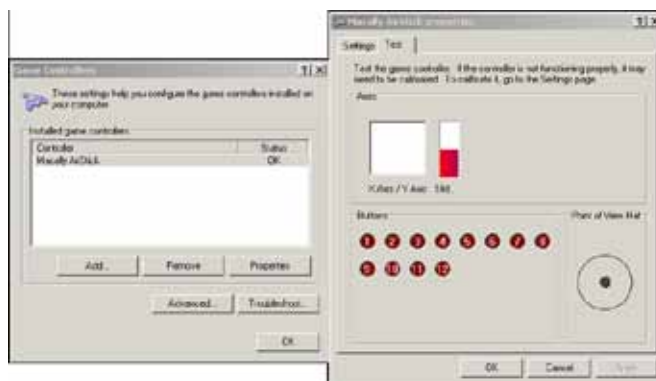 Game Controllers
These settings help you configure the game controllers installed on
your computer.
Installed game controllers
Controller Status
Macally AirStick OK
Add... Remove Properties
Advanced... Troubleshoot...
OK
Macally AirStick properties
Settings Test
Test the game controller. If the controller is not functioning properly, it may
need to be calibrated. To calibrate it, go to the Settings page.
Axes
X Axis / Y Axis
Buttons
Point of View Hat
1 2 3 4 5 6 7 8
9 10 11 12
OK Cancel Apply